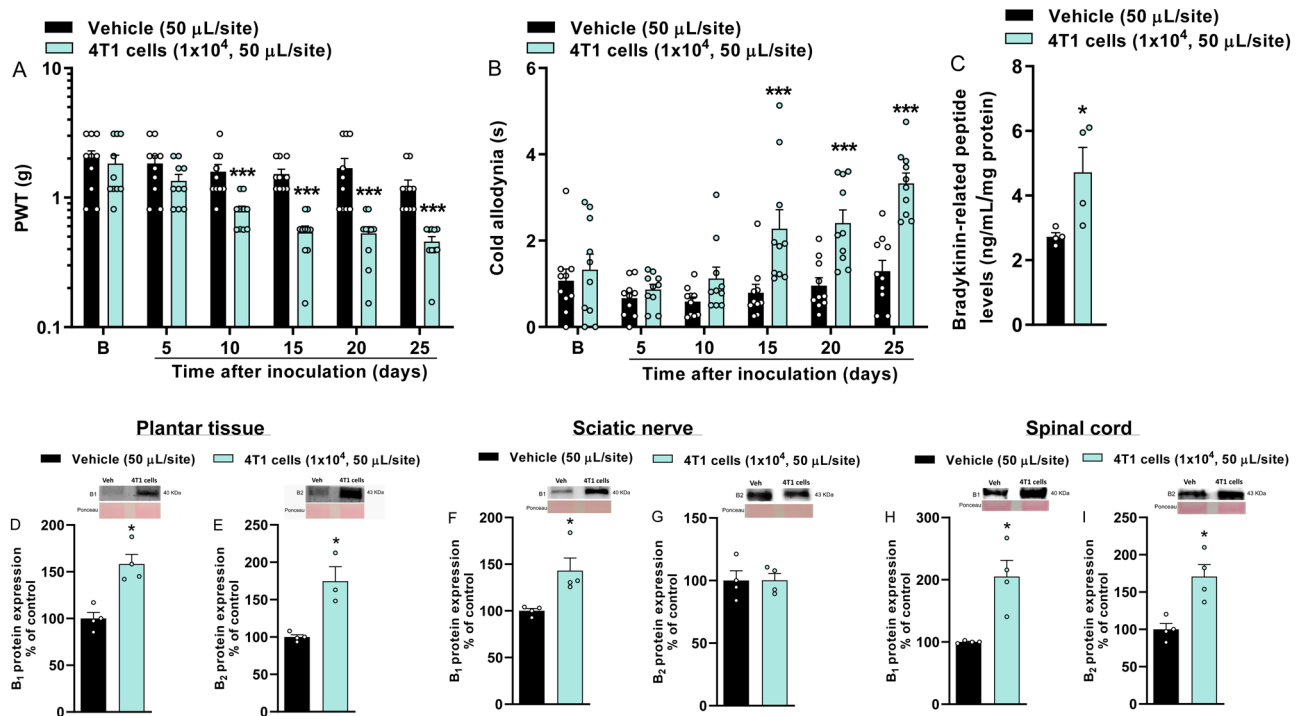 Vehicle (50 µL/site)
4T1 cells (1x10⁴, 50 µL/site)
A
PWT (g)
10
1
0.1
***
***
***
***
B
5
10
15
20
25
Time after inoculation (days)
Vehicle (50 µL/site)
4T1 cells (1x10⁴, 50 µL/site)
B
Cold allodynia (s)
6
4
2
0
***
***
***
B
5
10
15
20
25
Time after inoculation (days)
Vehicle (50 µL/site)
4T1 cells (1x10⁴, 50 µL/site)
C
Bradykinin-related peptide
levels (ng/mL/mg protein)
8
6
4
2
0
*
Plantar tissue
Vehicle (50 µL/site)
4T1 cells (1x10⁴, 50 µL/site)
Veh
4T1 cells
B1
40 KDa
Ponceau
D
B₁ protein expression
% of control
200
150
100
50
0
*
Veh
4T1 cells
B2
43 KDa
Ponceau
E
B₂ protein expression
% of control
250
200
150
100
50
0
*
Sciatic nerve
Vehicle (50 µL/site)
4T1 cells (1x10⁴, 50 µL/site)
Veh
4T1 cells
B1
40 KDa
Ponceau
F
B₁ protein expression
% of control
200
150
100
50
0
*
Veh
4T1 cells
B2
43 KDa
Ponceau
G
B₂ protein expression
% of control
150
100
50
0
Spinal cord
Vehicle (50 µL/site)
4T1 cells (1x10⁴, 50 µL/site)
Veh
4T1 cells
B1
40 KDa
Ponceau
H
B₁ protein expression
% of control
300
200
100
0
*
Veh
4T1 cells
B2
43 KDa
Ponceau
I
B₂ protein expression
% of control
250
200
150
100
50
0
*